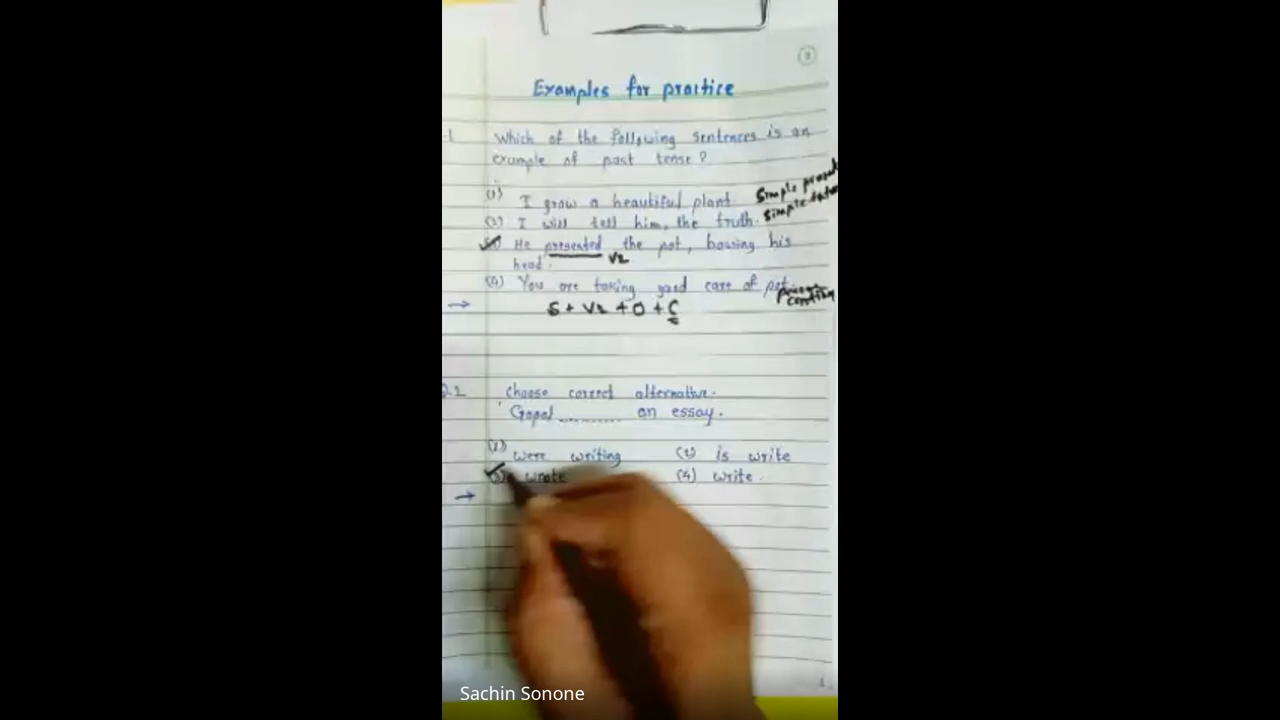 Examples for practice
1 Which of the following sentences is an
example of past tense?
(1) I grow a beautiful plant. Simple present
(2) I will tell him, the truth. simple future
He presented the pot, bowing his
V2
head.
(4) You are taking good care of pot.
S + V2 + O + C
Q.2 choose correct alternative.
Gopal ......... an essay.
(1) were writing (2) is write
(3) wrote (4) write.
Sachin Sonone